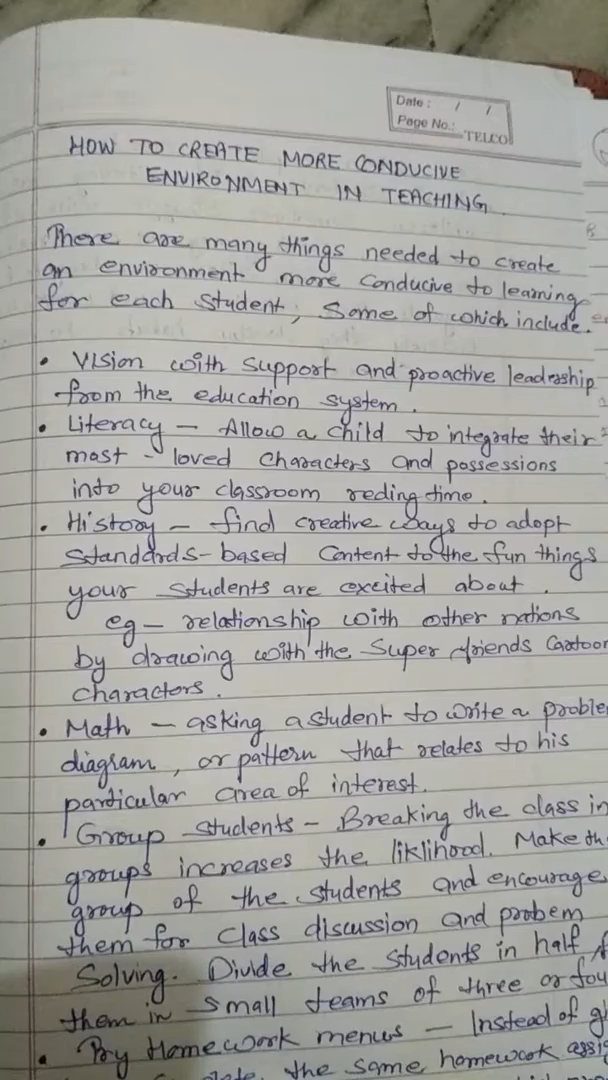 Date : / /
Page No.:
TELCO
HOW TO CREATE MORE CONDUCIVE
ENVIRONMENT IN TEACHING.
There are many things needed to create
an environment more conducive to learning
for each student, Some of which include.
• Vision with support and proactive leadership
from the education system.
• Literacy – Allow a child to integrate their
most - loved characters and possessions
into your classroom reding time.
• History – find creative ways to adopt
standards-based content to the fun things
your students are excited about.
eg – relationship with other nations
by drawing with the Super friends Cartoon
characters.
• Math – asking a student to write a proble
diagram, or pattern that relates to his
particular area of interest.
• Group students – Breaking the class in
groups increases the liklihood. Make th
group of the students and encourage
them for class discussion and probem
Solving. Divide the students in half
them in small teams of three or fou
• By Homework menus – Instead of g
the same homework assi